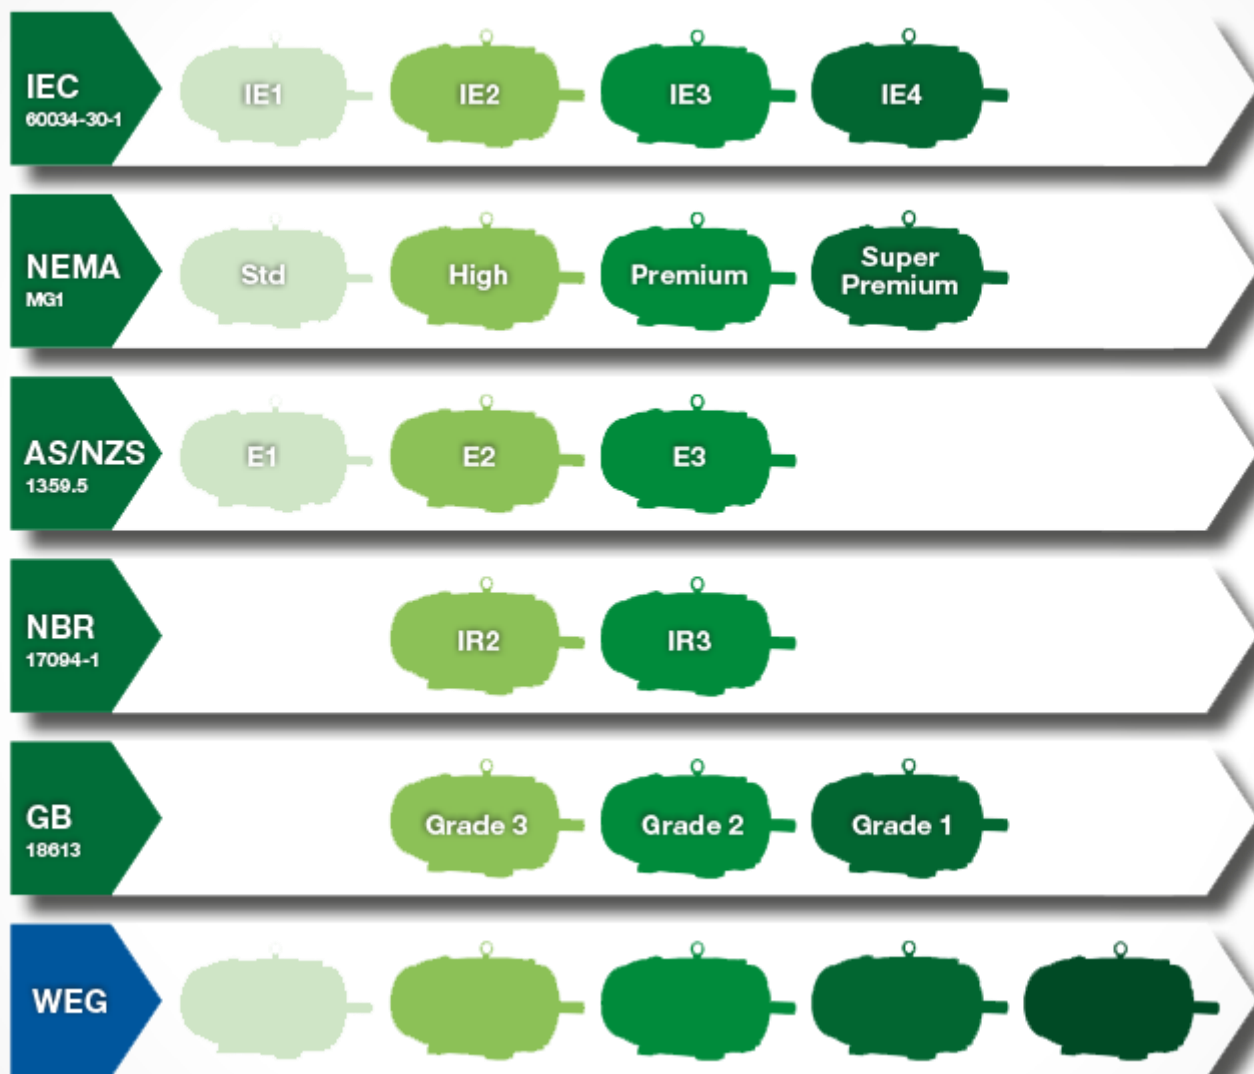 IEC
60034-30-1
IE1
IE2
IE3
IE4
NEMA
MG1
Std
High
Premium
Super
Premium
AS/NZS
1359.5
E1
E2
E3
NBR
17094-1
IR2
IR3
GB
18613
Grade 3
Grade 2
Grade 1
WEG